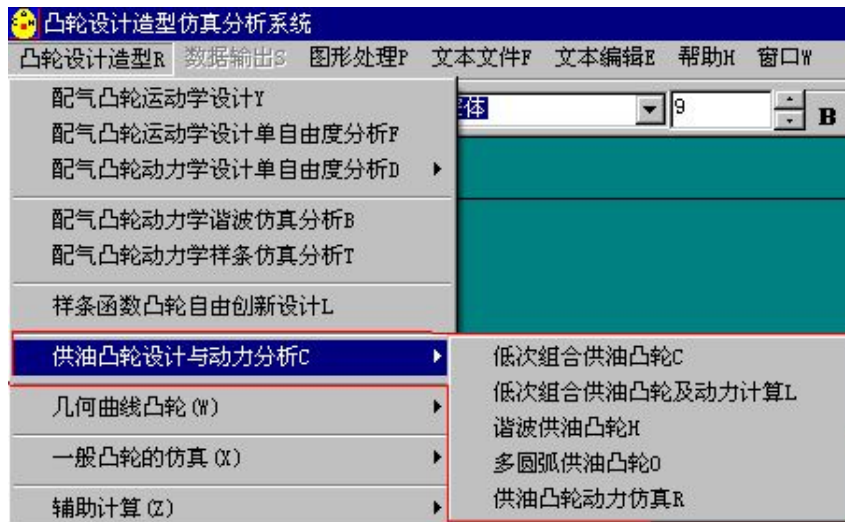 凸轮设计造型仿真分析系统
凸轮设计造型R 数据输出S 图形处理P 文本文件F 文本编辑E 帮助H 窗口W
体 9 B
配气凸轮运动学设计Y
配气凸轮运动学设计单自由度分析F
配气凸轮动力学设计单自由度分析D
配气凸轮动力学谐波仿真分析B
配气凸轮动力学样条仿真分析T
样条函数凸轮自由创新设计L
供油凸轮设计与动力分析C
几何曲线凸轮(W)
一般凸轮的仿真(X)
辅助计算(Z)
低次组合供油凸轮C
低次组合供油凸轮及动力计算L
谐波供油凸轮H
多圆弧供油凸轮O
供油凸轮动力仿真R